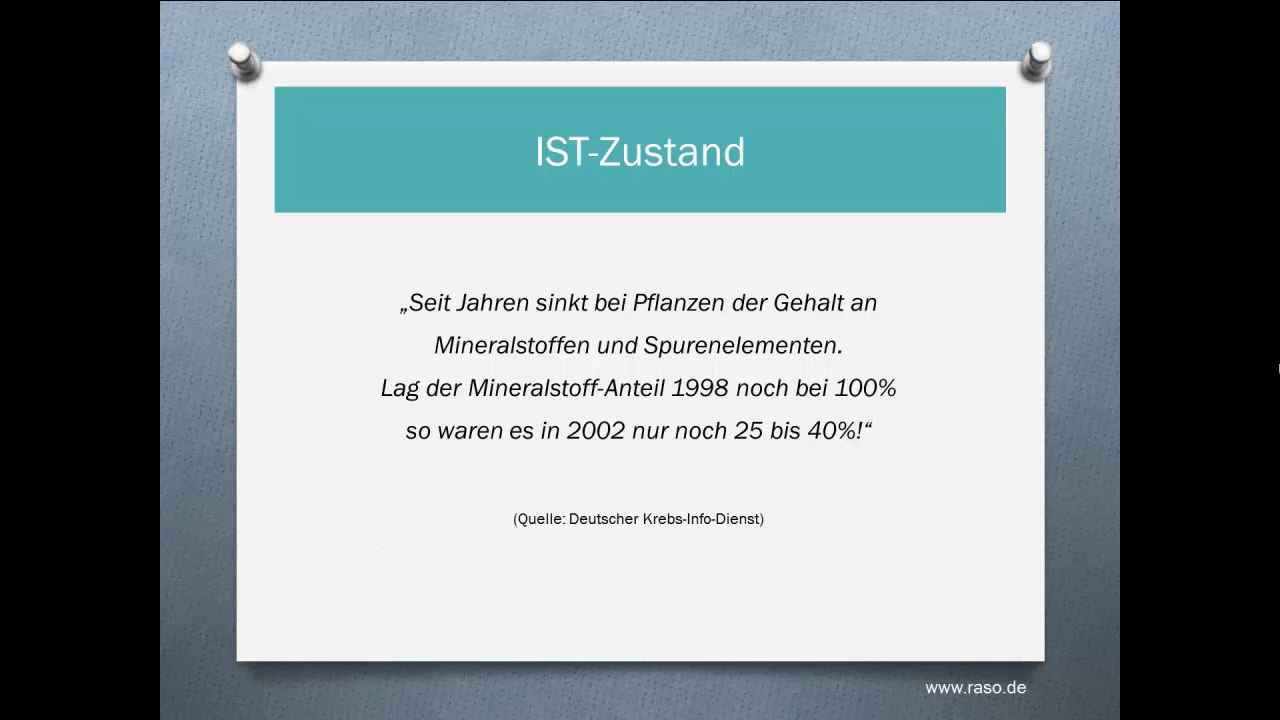 IST-Zustand
„Seit Jahren sinkt bei Pflanzen der Gehalt an
Mineralstoffen und Spurenelementen.
Lag der Mineralstoff-Anteil 1998 noch bei 100%
so waren es in 2002 nur noch 25 bis 40%!“
(Quelle: Deutscher Krebs-Info-Dienst)
www.raso.de